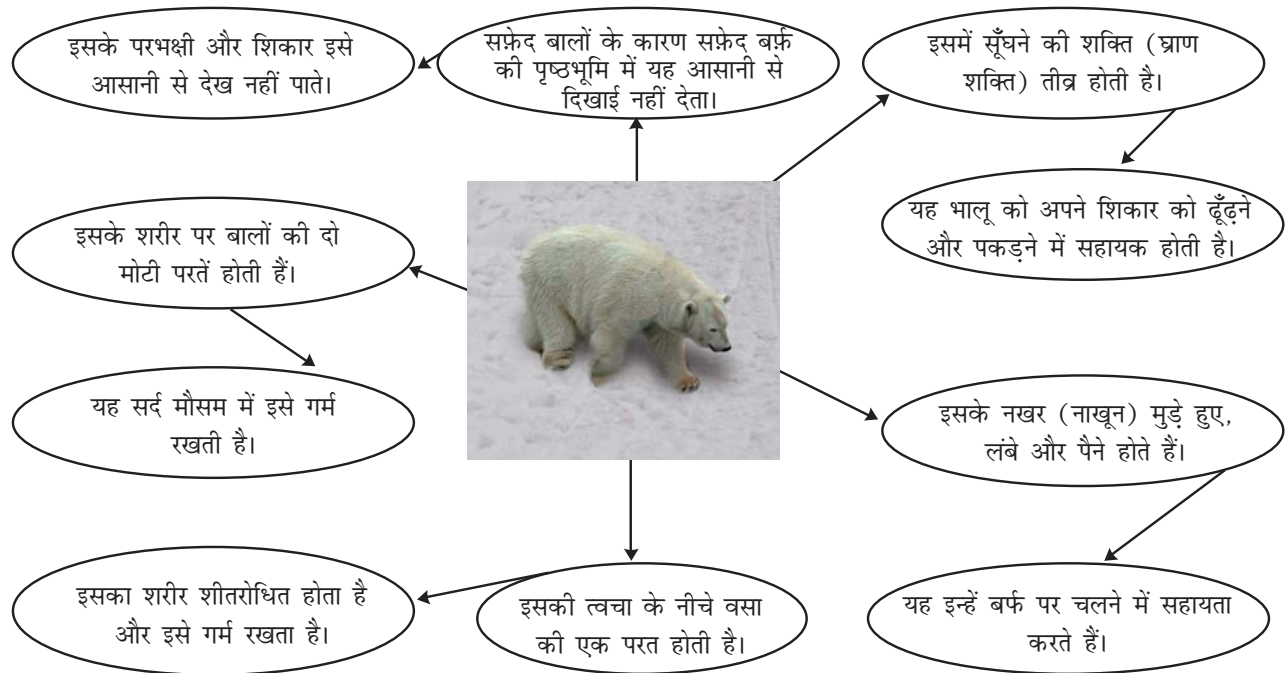 इसके परभक्षी और शिकार इसे
आसानी से देख नहीं पाते।
सफ़ेद बालों के कारण सफ़ेद बर्फ़
की पृष्ठभूमि में यह आसानी से
दिखाई नहीं देता।
इसमें सूँघने की शक्ति (घ्राण
शक्ति) तीव्र होती है।
यह भालू को अपने शिकार को ढूँढ़ने
और पकड़ने में सहायक होती है।
इसके शरीर पर बालों की दो
मोटी परतें होती हैं।
यह सर्द मौसम में इसे गर्म
रखती है।
इसके नखर (नाखून) मुड़े हुए,
लंबे और पैने होते हैं।
इसका शरीर शीतरोधित होता है
और इसे गर्म रखता है।
इसकी त्वचा के नीचे वसा
की एक परत होती है।
यह इन्हें बर्फ पर चलने में सहायता
करते हैं।